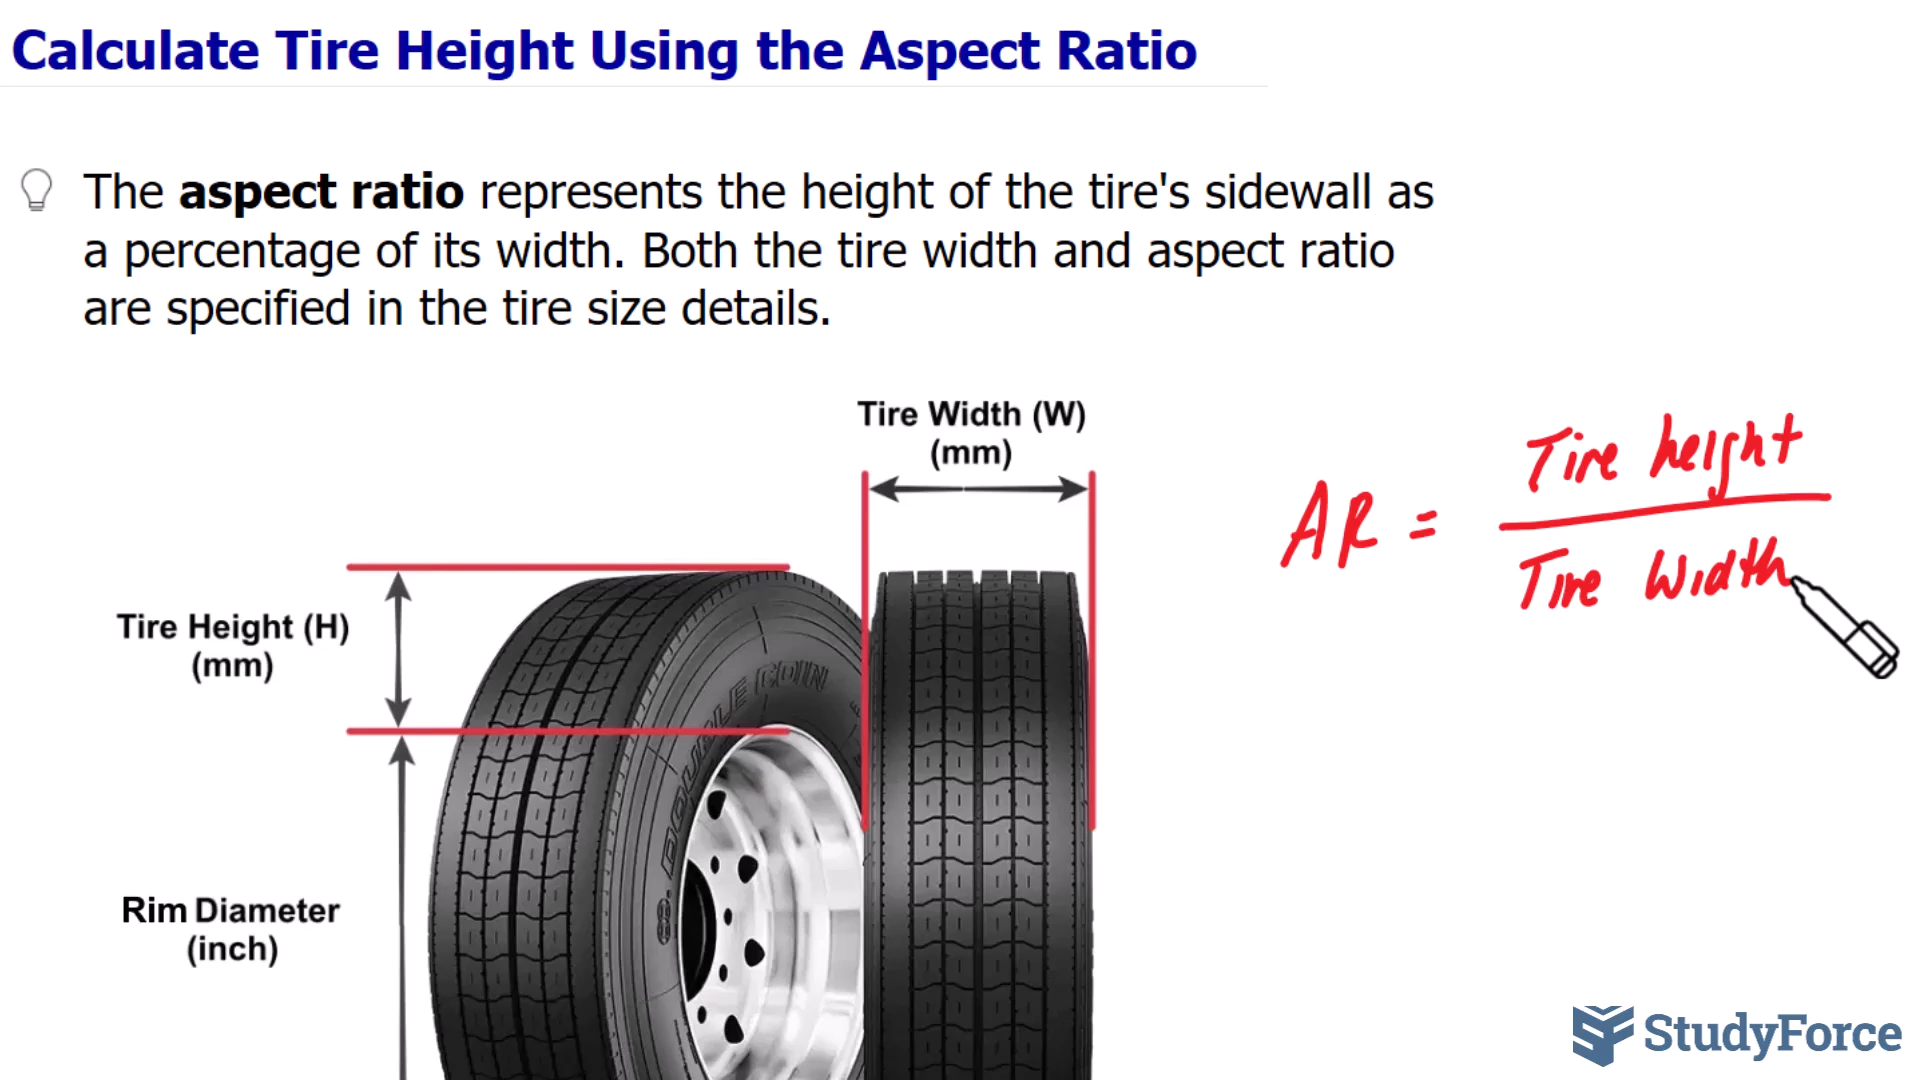 Calculate Tire Height Using the Aspect Ratio
The aspect ratio represents the height of the tire's sidewall as
a percentage of its width. Both the tire width and aspect ratio
are specified in the tire size details.
Tire Width (W)
(mm)
AR = Tire height
Tire Width
Tire Height (H)
(mm)
DOUBLE COIN
Rim Diameter
(inch)
StudyForce